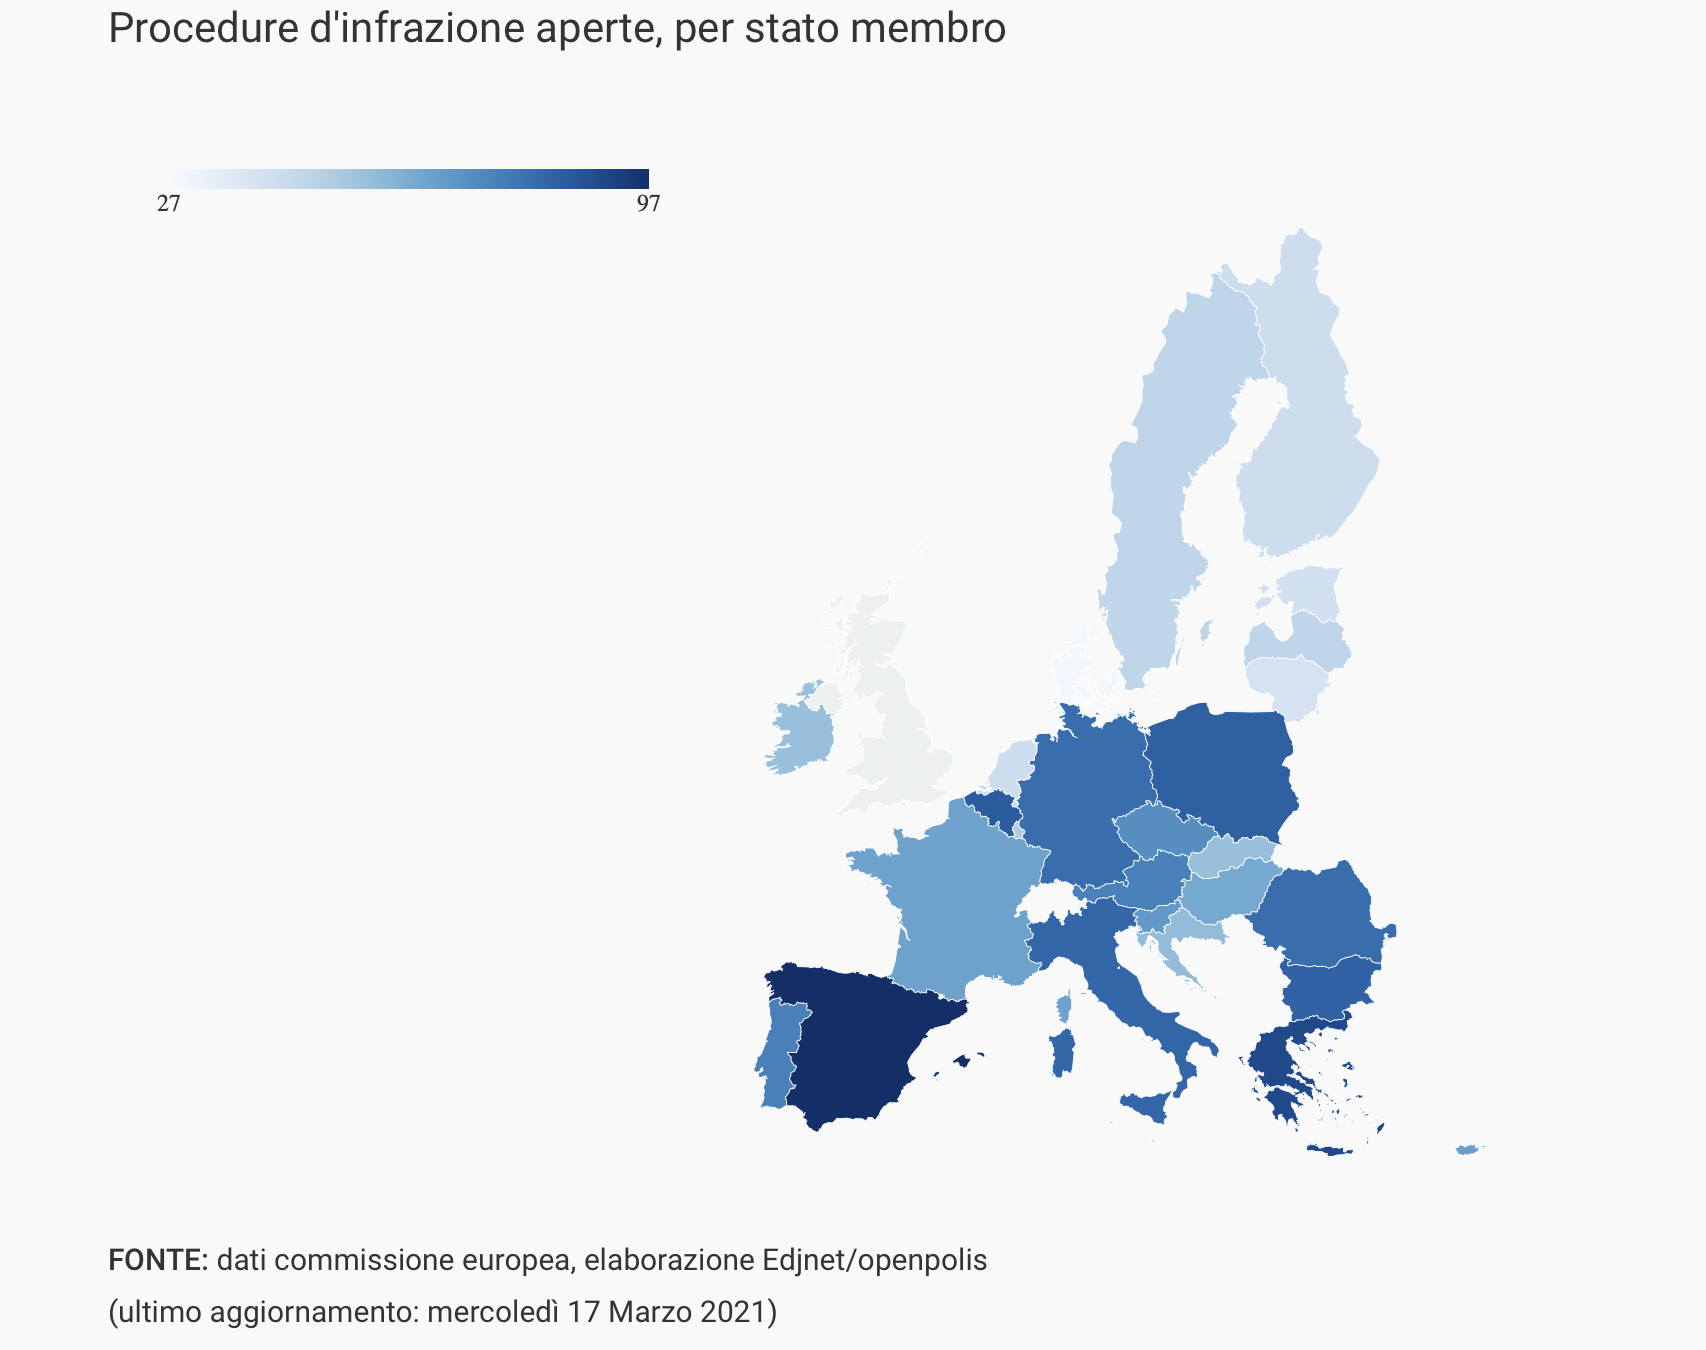 Procedure d'infrazione aperte, per stato membro
27 97
FONTE: dati commissione europea, elaborazione Edjnet/openpolis
(ultimo aggiornamento: mercoledì 17 Marzo 2021)